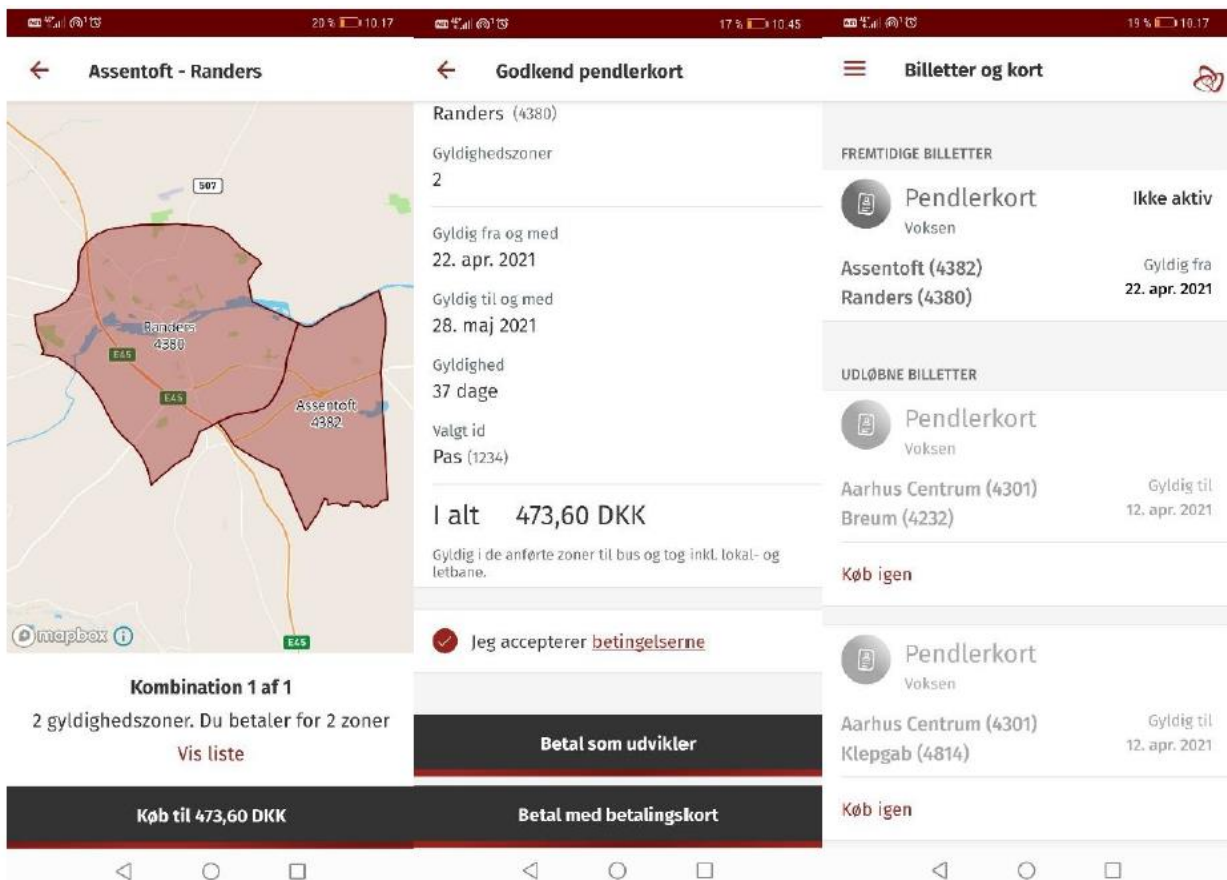 20 % 10.17
Assentoft - Randers
507
Randers
4380
E45
E45
Assentoft
4382
mapbox
E45
Kombination 1 af 1
2 gyldighedszoner. Du betaler for 2 zoner
Vis liste
Køb til 473,60 DKK
17 % 10.45
Godkend pendlerkort
Randers (4380)
Gyldighedszoner
2
Gyldig fra og med
22. apr. 2021
Gyldig til og med
28. maj 2021
Gyldighed
37 dage
Valgt id
Pas (1234)
I alt 473,60 DKK
Gyldig i de anførte zoner til bus og tog inkl. lokal- og
letbane.
Jeg accepterer betingelserne
Betal som udvikler
Betal med betalingskort
19 % 10.17
Billetter og kort
FREMTIDIGE BILLETTER
Pendlerkort Ikke aktiv
Voksen
Assentoft (4382) Gyldig fra
Randers (4380) 22. apr. 2021
UDLØBNE BILLETTER
Pendlerkort
Voksen
Aarhus Centrum (4301) Gyldig til
Breum (4232) 12. apr. 2021
Køb igen
Pendlerkort
Voksen
Aarhus Centrum (4301) Gyldig til
Klepgab (4814) 12. apr. 2021
Køb igen